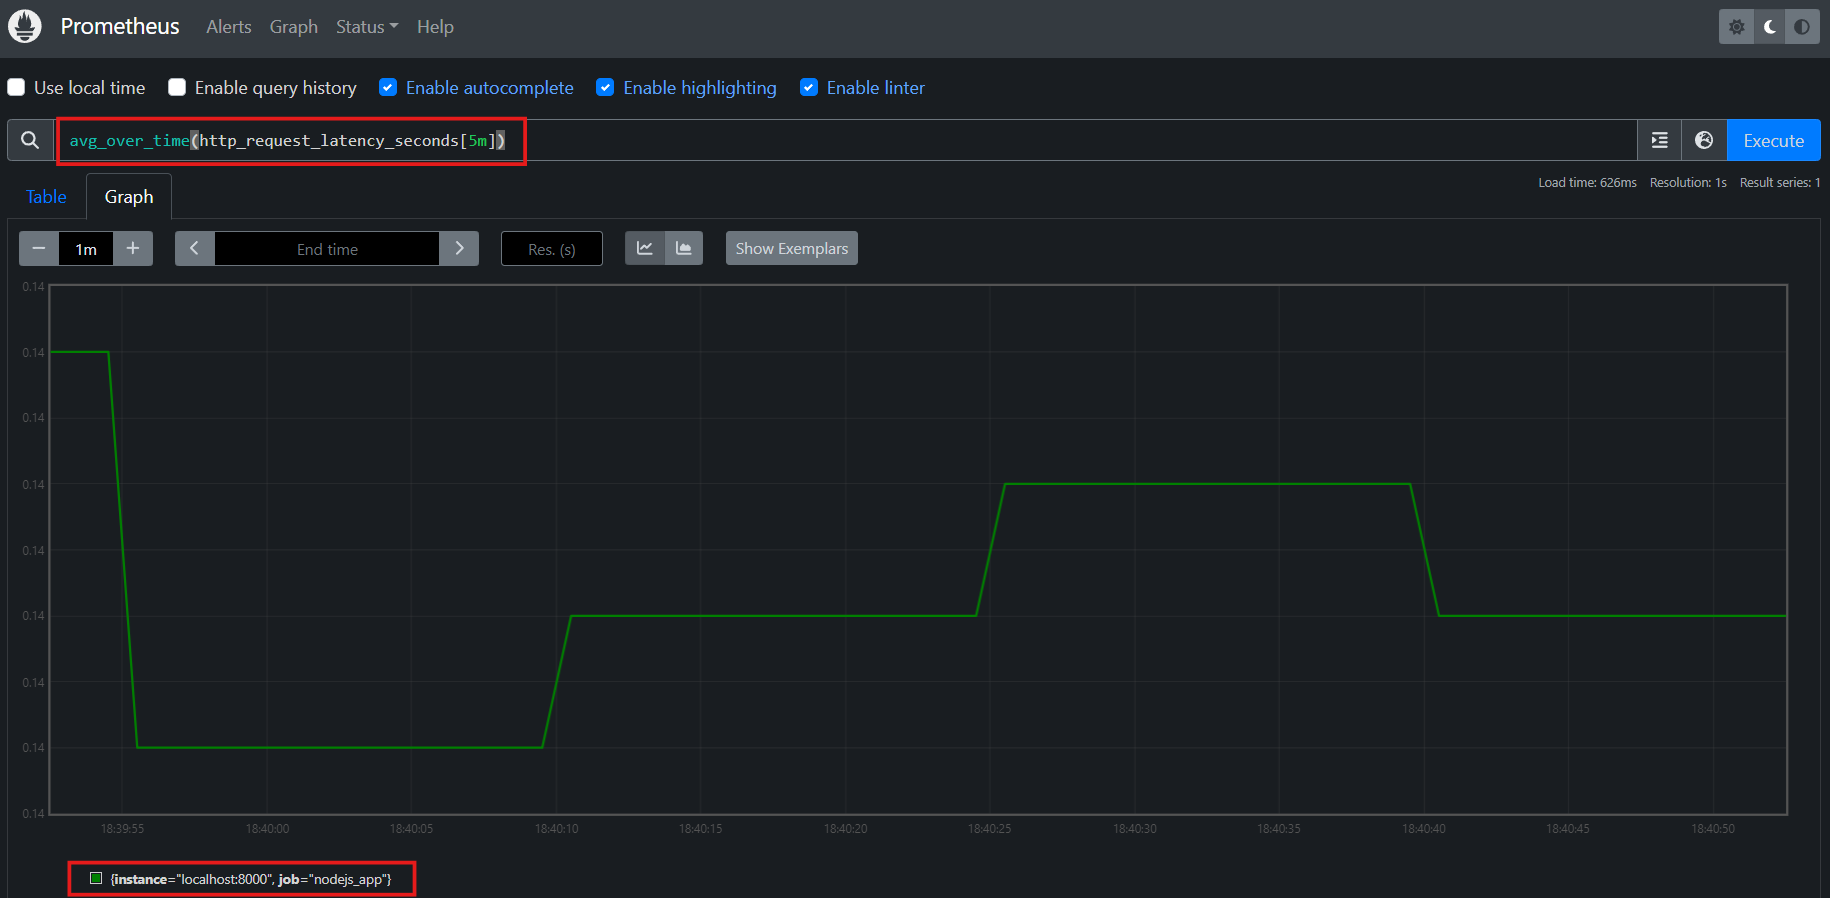 Prometheus Alerts Graph Status Help
Use local time Enable query history Enable autocomplete Enable highlighting Enable linter
avg_over_time(http_request_latency_seconds[5m]) Execute
Table Graph Load time: 626ms Resolution: 1s Result series: 1
− 1m + End time Res. (s) Show Exemplars
0.14
0.14
0.14
0.14
0.14
0.14
0.14
0.14
0.14
18:39:55 18:40:00 18:40:05 18:40:10 18:40:15 18:40:20 18:40:25 18:40:30 18:40:35 18:40:40 18:40:45 18:40:50
{instance="localhost:8000", job="nodejs_app"}